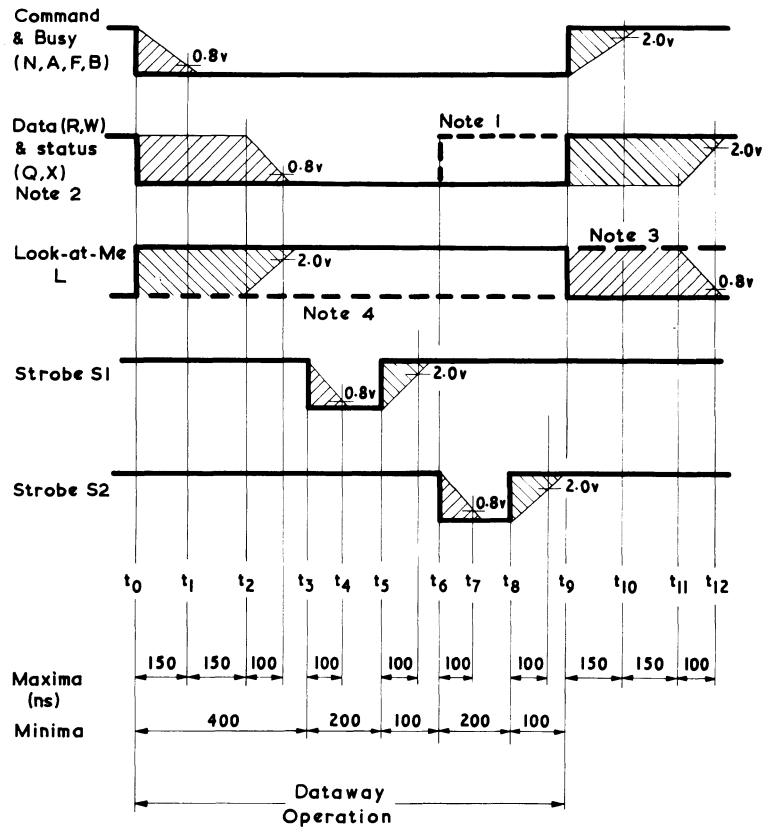 Command
& Busy
(N,A,F,B)
0.8v
2.0v
Data(R,W)
& status
(Q,X)
Note 2
Note 1
0.8v
2.0v
Look-at-Me
L
2.0v
Note 3
0.8v
Note 4
Strobe S1
0.8v
2.0v
Strobe S2
0.8v
2.0v
t0 t1 t2 t3 t4 t5 t6 t7 t8 t9 t10 t11 t12
Maxima
(ns)
150 150 100 100 100 100 100 150 150 100
Minima
400 200 100 200 100
Dataway
Operation